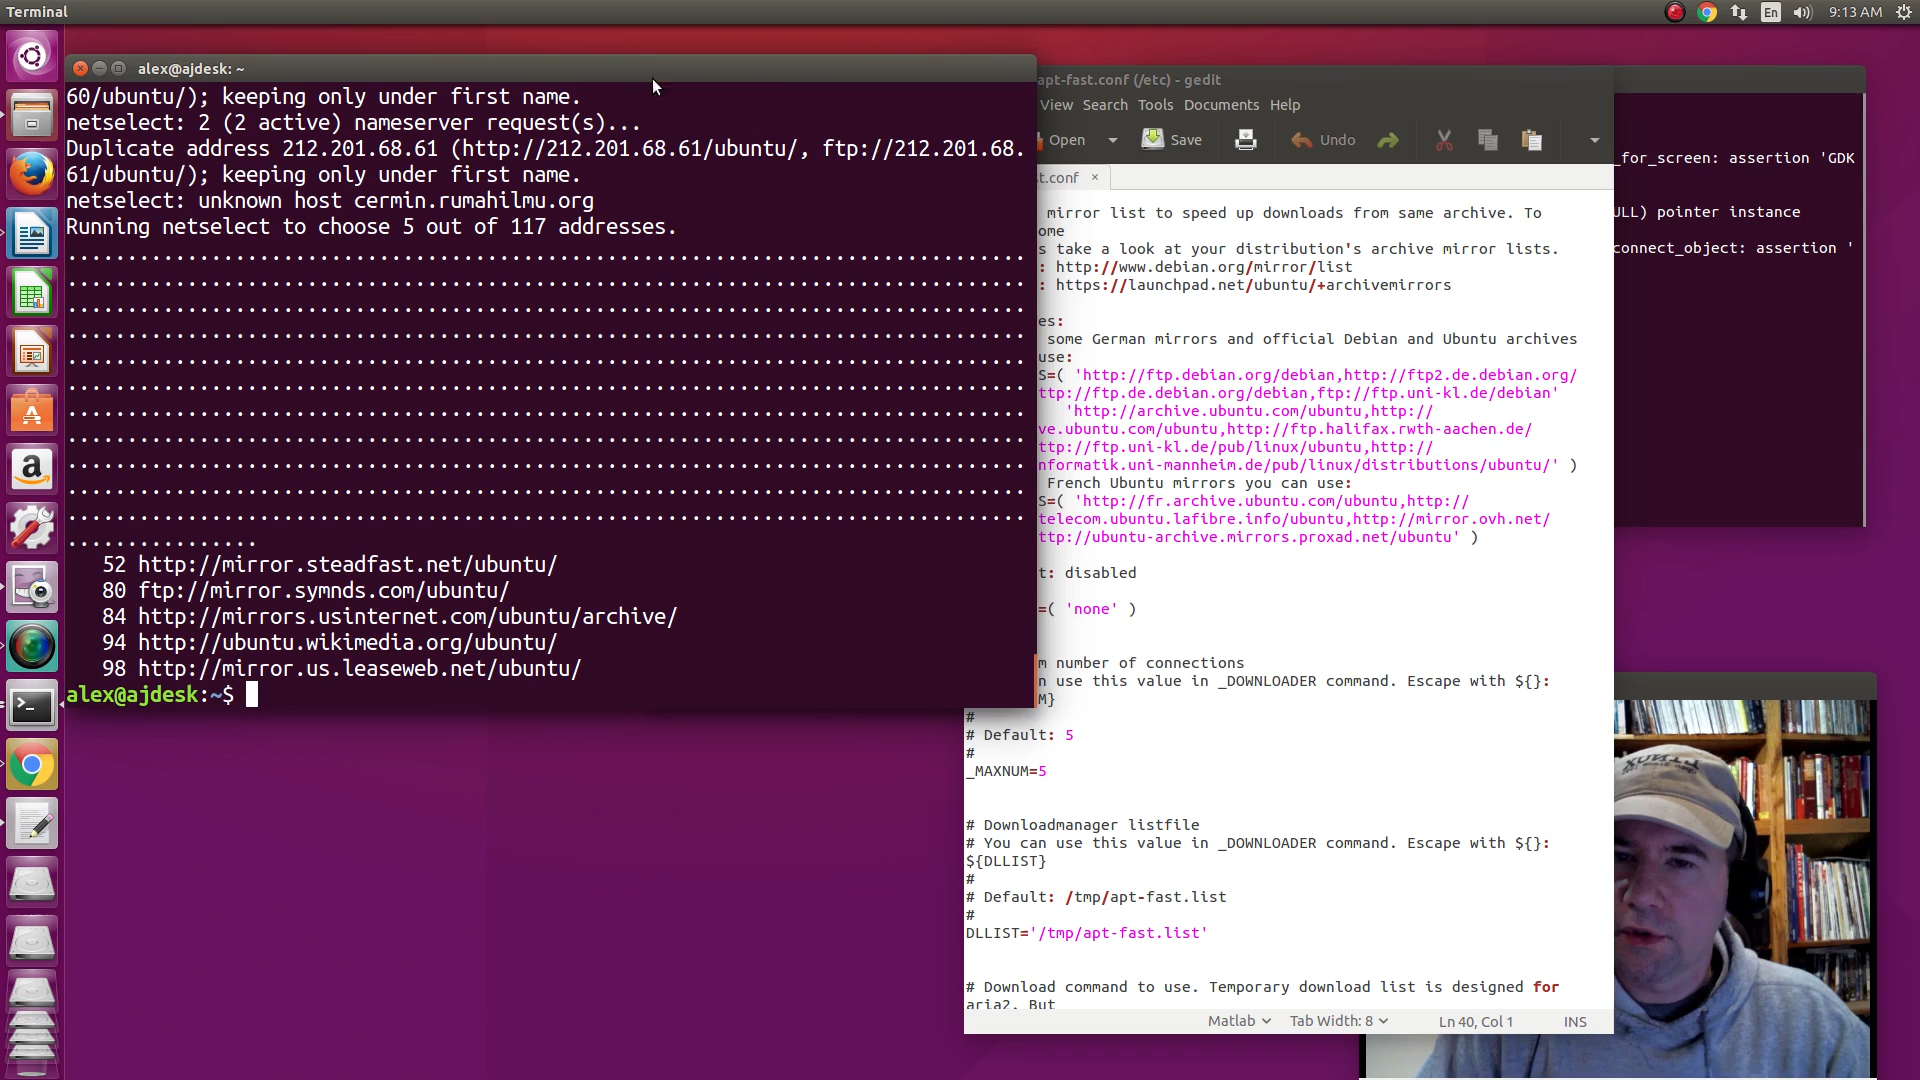 Terminal
En
9:13 AM
alex@ajdesk: ~
60/ubuntu/); keeping only under first name.
netselect: 2 (2 active) nameserver request(s)...
Duplicate address 212.201.68.61 (http://212.201.68.61/ubuntu/, ftp://212.201.68.
61/ubuntu/); keeping only under first name.
netselect: unknown host cermin.rumahilmu.org
Running netselect to choose 5 out of 117 addresses.
................................................................................
................................................................................
................................................................................
................................................................................
................................................................................
................................................................................
................................................................................
................................................................................
................................................................................
................................................................................
................................................................................
................
52 http://mirror.steadfast.net/ubuntu/
80 ftp://mirror.symnds.com/ubuntu/
84 http://mirrors.usinternet.com/ubuntu/archive/
94 http://ubuntu.wikimedia.org/ubuntu/
98 http://mirror.us.leaseweb.net/ubuntu/
alex@ajdesk:~$
apt-fast.conf (/etc) - gedit
View Search Tools Documents Help
Open Save Undo
t.conf ×
mirror list to speed up downloads from same archive. To
ome
s take a look at your distribution's archive mirror lists.
: http://www.debian.org/mirror/list
: https://launchpad.net/ubuntu/+archivemirrors
es:
some German mirrors and official Debian and Ubuntu archives
use:
S=( 'http://ftp.debian.org/debian,http://ftp2.de.debian.org/
ttp://ftp.de.debian.org/debian,ftp://ftp.uni-kl.de/debian'
'http://archive.ubuntu.com/ubuntu,http://
ve.ubuntu.com/ubuntu,http://ftp.halifax.rwth-aachen.de/
ttp://ftp.uni-kl.de/pub/linux/ubuntu,http://
nformatik.uni-mannheim.de/pub/linux/distributions/ubuntu/' )
French Ubuntu mirrors you can use:
S=( 'http://fr.archive.ubuntu.com/ubuntu,http://
telecom.ubuntu.lafibre.info/ubuntu,http://mirror.ovh.net/
ttp://ubuntu-archive.mirrors.proxad.net/ubuntu' )
t: disabled
=( 'none' )
m number of connections
n use this value in _DOWNLOADER command. Escape with ${}:
M}
#
# Default: 5
#
_MAXNUM=5
# Downloadmanager listfile
# You can use this value in _DOWNLOADER command. Escape with ${}:
${DLLIST}
#
# Default: /tmp/apt-fast.list
#
DLLIST='/tmp/apt-fast.list'
# Download command to use. Temporary download list is designed for
aria2. But
Matlab Tab Width: 8 Ln 40, Col 1 INS
_for_screen: assertion 'GDK
ULL) pointer instance
connect_object: assertion '